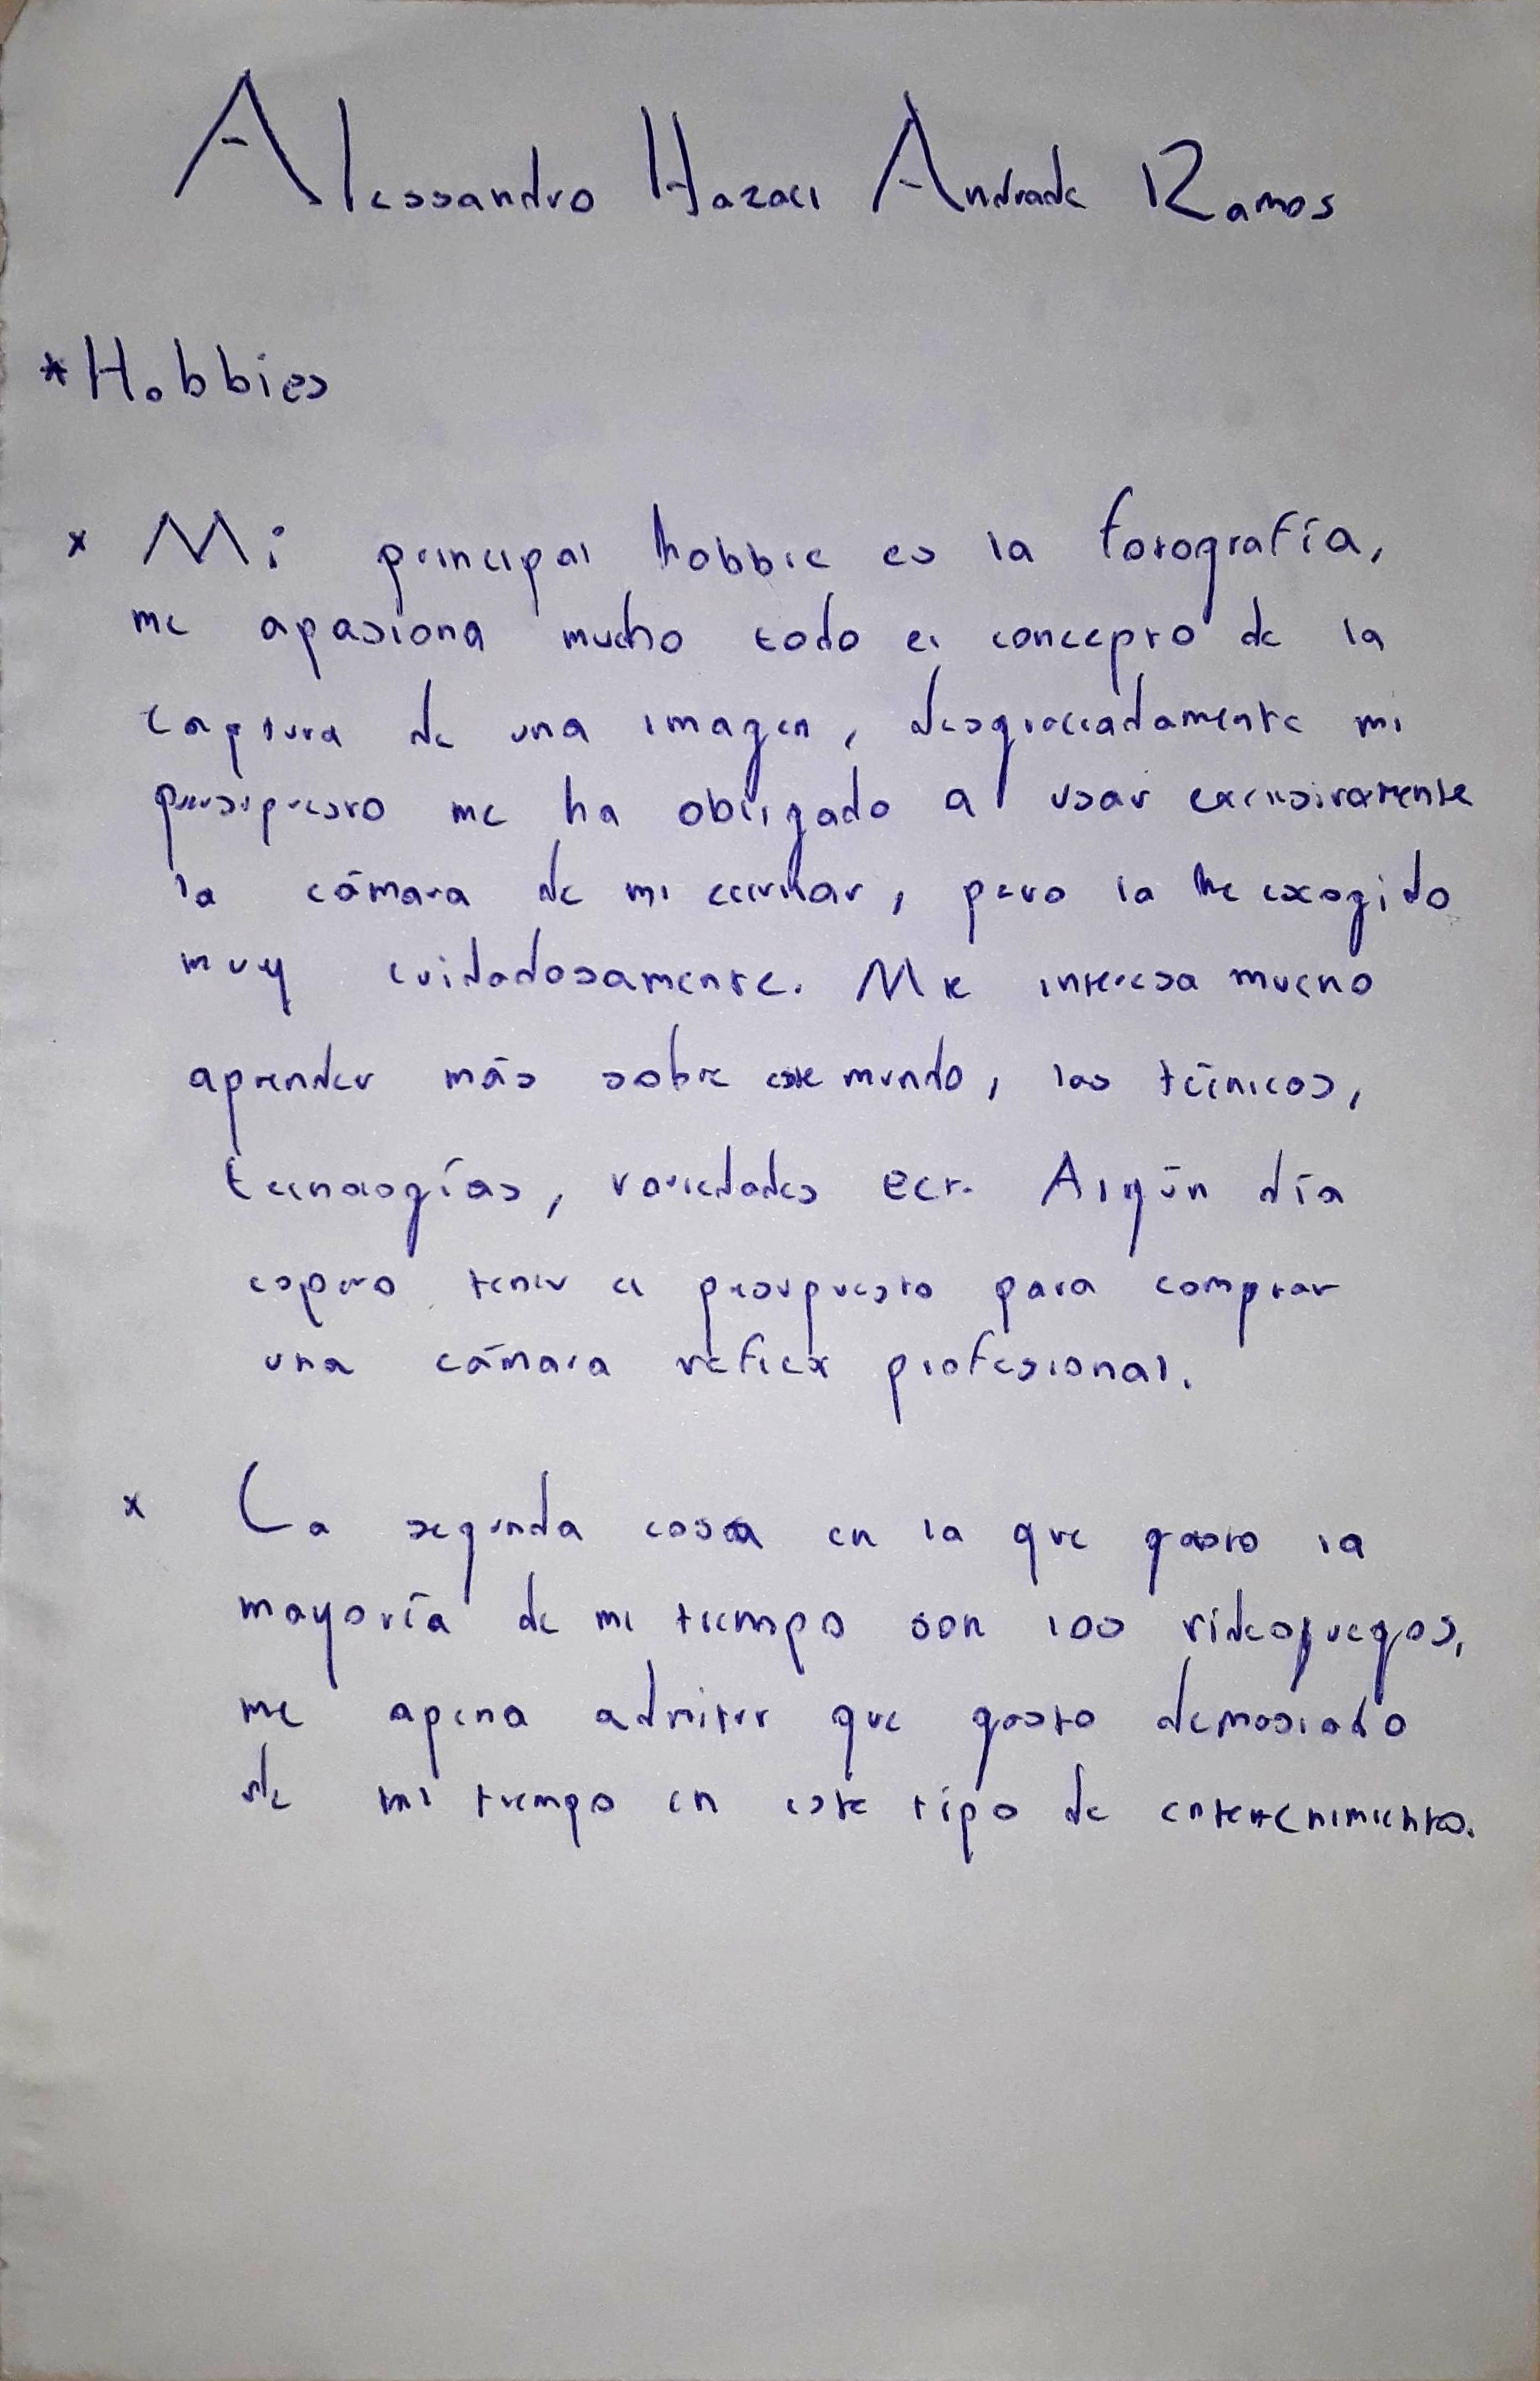 Alessandro Hazael Andrade Ramos
*Hobbies
x Mi principal hobbie es la fotografía,
me apasiona mucho todo el concepto de la
captura de una imagen, desgraciadamente mi
presupuesto me ha obligado a usar exclusivamente
la cámara de mi celular, pero la he escogido
muy cuidadosamente. Me interesa mucho
aprender más sobre este mundo, las técnicas,
tecnologías, variedades ect. Algún día
espero tener el presupuesto para comprar
una cámara reflex profesional.
x La segunda cosa en la que gasto la
mayoría de mi tiempo son los videojuegos,
me apena admitir que gasto demasiado
de mi tiempo en este tipo de entretenimiento.